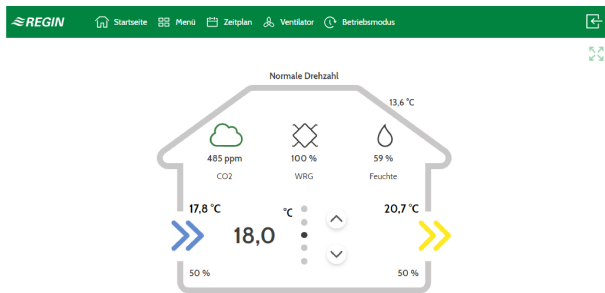 REGIN Startseite Menü Zeitplan Ventilator Betriebsmodus
Normale Drehzahl
13,6 °C
485 ppm 100 % 59 %
CO2 WRG Feuchte
17,8 °C °C 20,7 °C
18,0
50 % 50 %